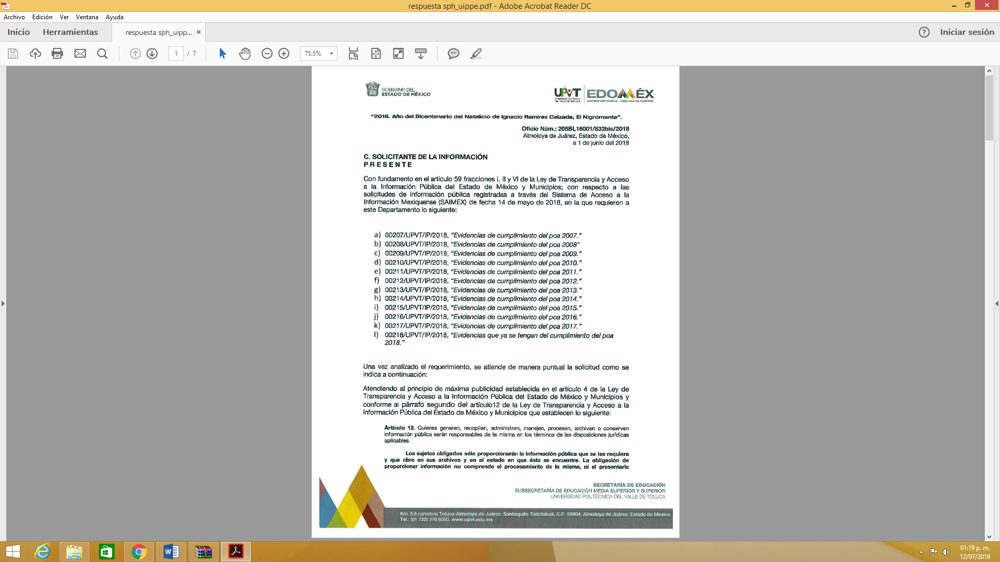 respuesta sph_uippe.pdf - Adobe Acrobat Reader DC
Archivo Edición Ver Ventana Ayuda
Inicio Herramientas respuesta sph_uipp... × Iniciar sesión
1 / 7 75.5%
GOBIERNO DEL
ESTADO DE MÉXICO
UPVT
UNIVERSIDAD POLITÉCNICA
DEL VALLE DE TOLUCA
EDOMÉX
DECISIONES FIRMES, RESULTADOS FUERTES.
“2018. Año del Bicentenario del Natalicio de Ignacio Ramírez Calzada, El Nigromante”.
Oficio Núm.: 205BL16001/832bis/2018
Almoloya de Juárez, Estado de México,
a 1 de junio del 2018
C. SOLICITANTE DE LA INFORMACIÓN
P R E S E N T E
Con fundamento en el artículo 59 fracciones I, II y VI de la Ley de Transparencia y Acceso
a la Información Pública del Estado de México y Municipios; con respecto a las
solicitudes de información pública registradas a través del Sistema de Acceso a la
Información Mexiquense (SAIMEX) de fecha 14 de mayo de 2018, en la que requieren a
este Departamento lo siguiente:
a) 00207/UPVT/IP/2018, “Evidencias de cumplimiento del poa 2007.”
b) 00208/UPVT/IP/2018, “Evidencias de cumplimiento del poa 2008”
c) 00209/UPVT/IP/2018, “Evidencias de cumplimiento del poa 2009.”
d) 00210/UPVT/IP/2018, “Evidencias de cumplimiento del poa 2010.”
e) 00211/UPVT/IP/2018, “Evidencias de cumplimiento del poa 2011.”
f) 00212/UPVT/IP/2018, “Evidencias de cumplimiento del poa 2012.”
g) 00213/UPVT/IP/2018, “Evidencias de cumplimiento del poa 2013.”
h) 00214/UPVT/IP/2018, “Evidencias de cumplimiento del poa 2014.”
i) 00215/UPVT/IP/2018, “Evidencias de cumplimiento del poa 2015.”
j) 00216/UPVT/IP/2018, “Evidencias de cumplimiento del poa 2016.”
k) 00217/UPVT/IP/2018, “Evidencias de cumplimiento del poa 2017.”
l) 00218/UPVT/IP/2018, “Evidencias que ya se tengan del cumplimiento del poa
2018.”
Una vez analizado el requerimiento, se atiende de manera puntual la solicitud como se
indica a continuación:
Atendiendo al principio de máxima publicidad establecida en el artículo 4 de la Ley de
Transparencia y Acceso a la Información Pública del Estado de México y Municipios y
conforme al párrafo segundo del artículo12 de la Ley de Transparencia y Acceso a la
información Pública del Estado de México y Municipios que establecen lo siguiente:
Artículo 12. Quienes generen, recopilen, administren, manejen, procesen, archiven o conserven
información pública serán responsables de la misma en los términos de las disposiciones jurídicas
aplicables.
Los sujetos obligados sólo proporcionarán la información pública que se les requiera
y que obre en sus archivos y en el estado en que ésta se encuentre. La obligación de
proporcionar información no comprende el procesamiento de la misma, ni el presentarla
SECRETARÍA DE EDUCACIÓN
SUBSECRETARÍA DE EDUCACIÓN MEDIA SUPERIOR Y SUPERIOR
UNIVERSIDAD POLITÉCNICA DEL VALLE DE TOLUCA
Km. 5.6 carretera Toluca-Almoloya de Juárez, Santiaguito Tlalcilalcali, C.P. 50904, Almoloya de Juárez, Estado de México.
Tel.: (01 722) 276 6060. www.upvt.edu.mx
01:19 p. m.
12/07/2018